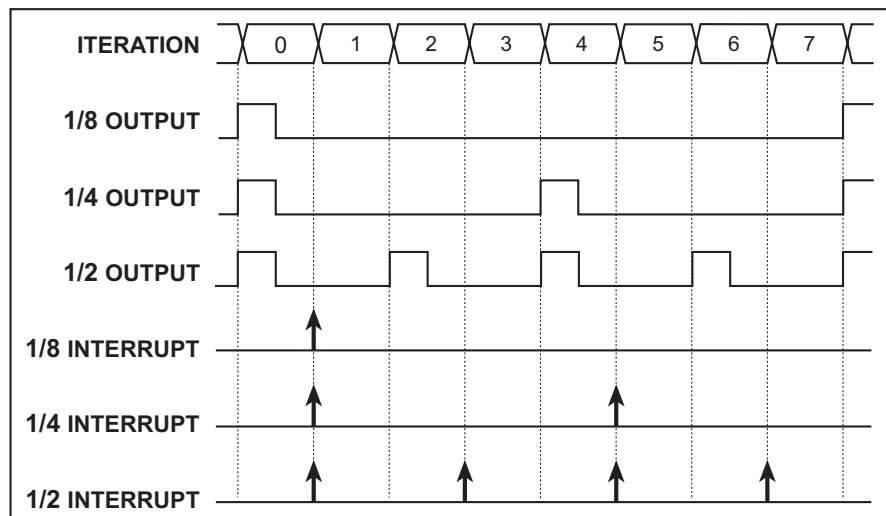 ITERATION 0 1 2 3 4 5 6 7
1/8 OUTPUT
1/4 OUTPUT
1/2 OUTPUT
1/8 INTERRUPT
1/4 INTERRUPT
1/2 INTERRUPT